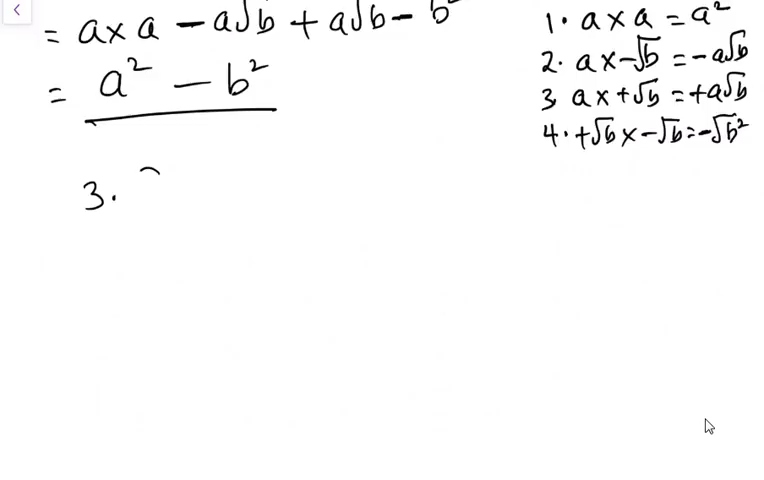 = a x a - a√b + a√b - b²
= a² - b²
3.
1. a x a = a²
2. a x -√b = -a√b
3 a x +√b = +a√b
4. +√b x -√b = -√b²